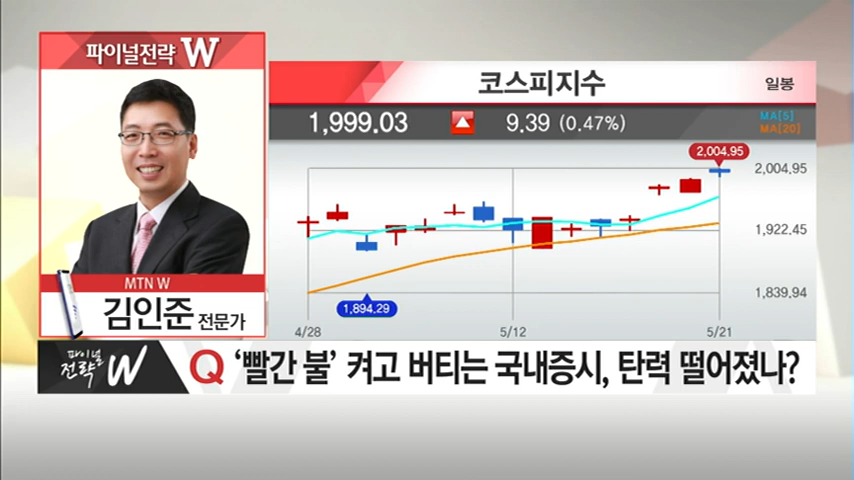 파이널전략 W
코스피지수
일봉
1,999.03 9.39 (0.47%)
MA[5]
MA[20]
2,004.95
2,004.95
1,922.45
1,894.29
1,839.94
4/28 5/12 5/21
MTN W
김인준 전문가
파이널
전략 W
Q ‘빨간 불’ 켜고 버티는 국내증시, 탄력 떨어졌나?